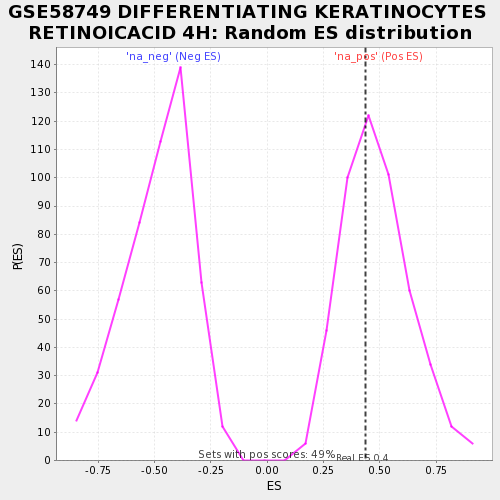 GSE58749 DIFFERENTIATING KERATINOCYTES
RETINOICACID 4H: Random ES distribution
'na_neg' (Neg ES)
'na_pos' (Pos ES)
140
130
120
110
100
90
80
70
60
50
40
30
20
10
0
P(ES)
Sets with pos scores: 49%
Real ES 0.4
-0.75
-0.50
-0.25
0.00
0.25
0.50
0.75
ES